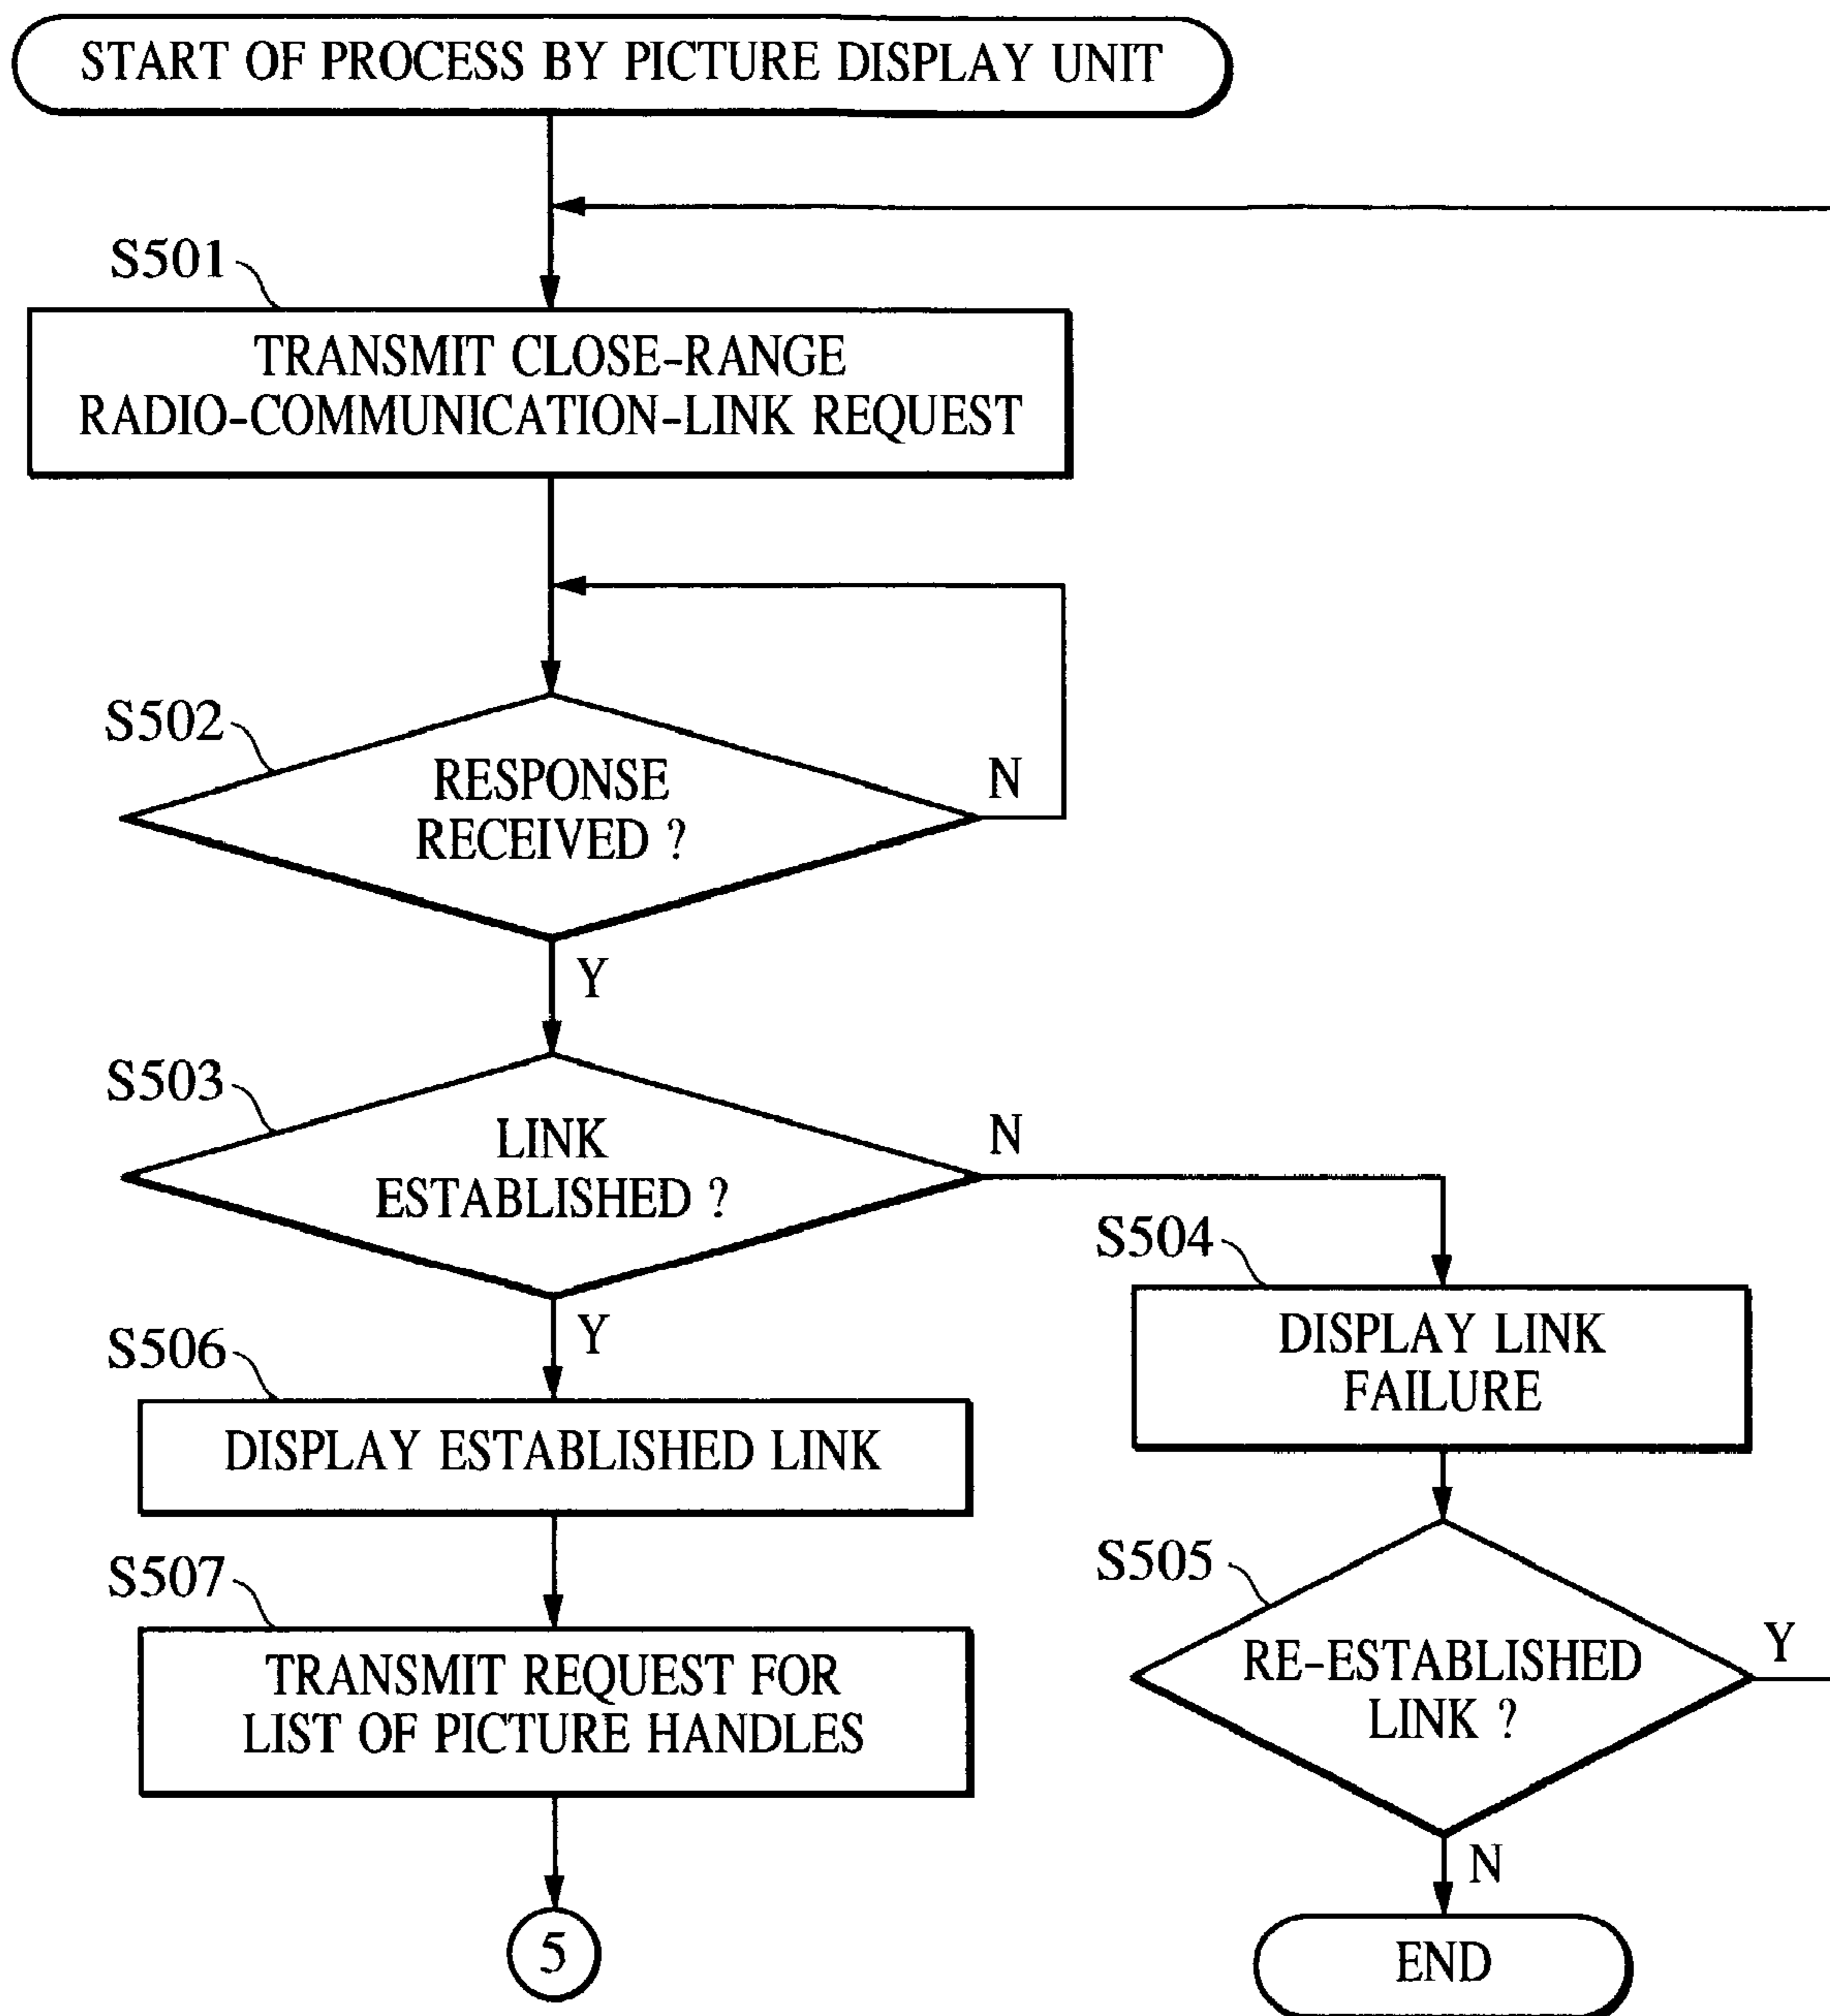 START OF PROCESS BY PICTURE DISPLAY UNIT
S501
TRANSMIT CLOSE-RANGE
RADIO-COMMUNICATION-LINK REQUEST
S502
RESPONSE
RECEIVED ?
N
Y
S503
LINK
ESTABLISHED ?
N
Y
S504
DISPLAY LINK
FAILURE
S506
DISPLAY ESTABLISHED LINK
S505
RE-ESTABLISHED
LINK ?
Y
N
S507
TRANSMIT REQUEST FOR
LIST OF PICTURE HANDLES
5
END